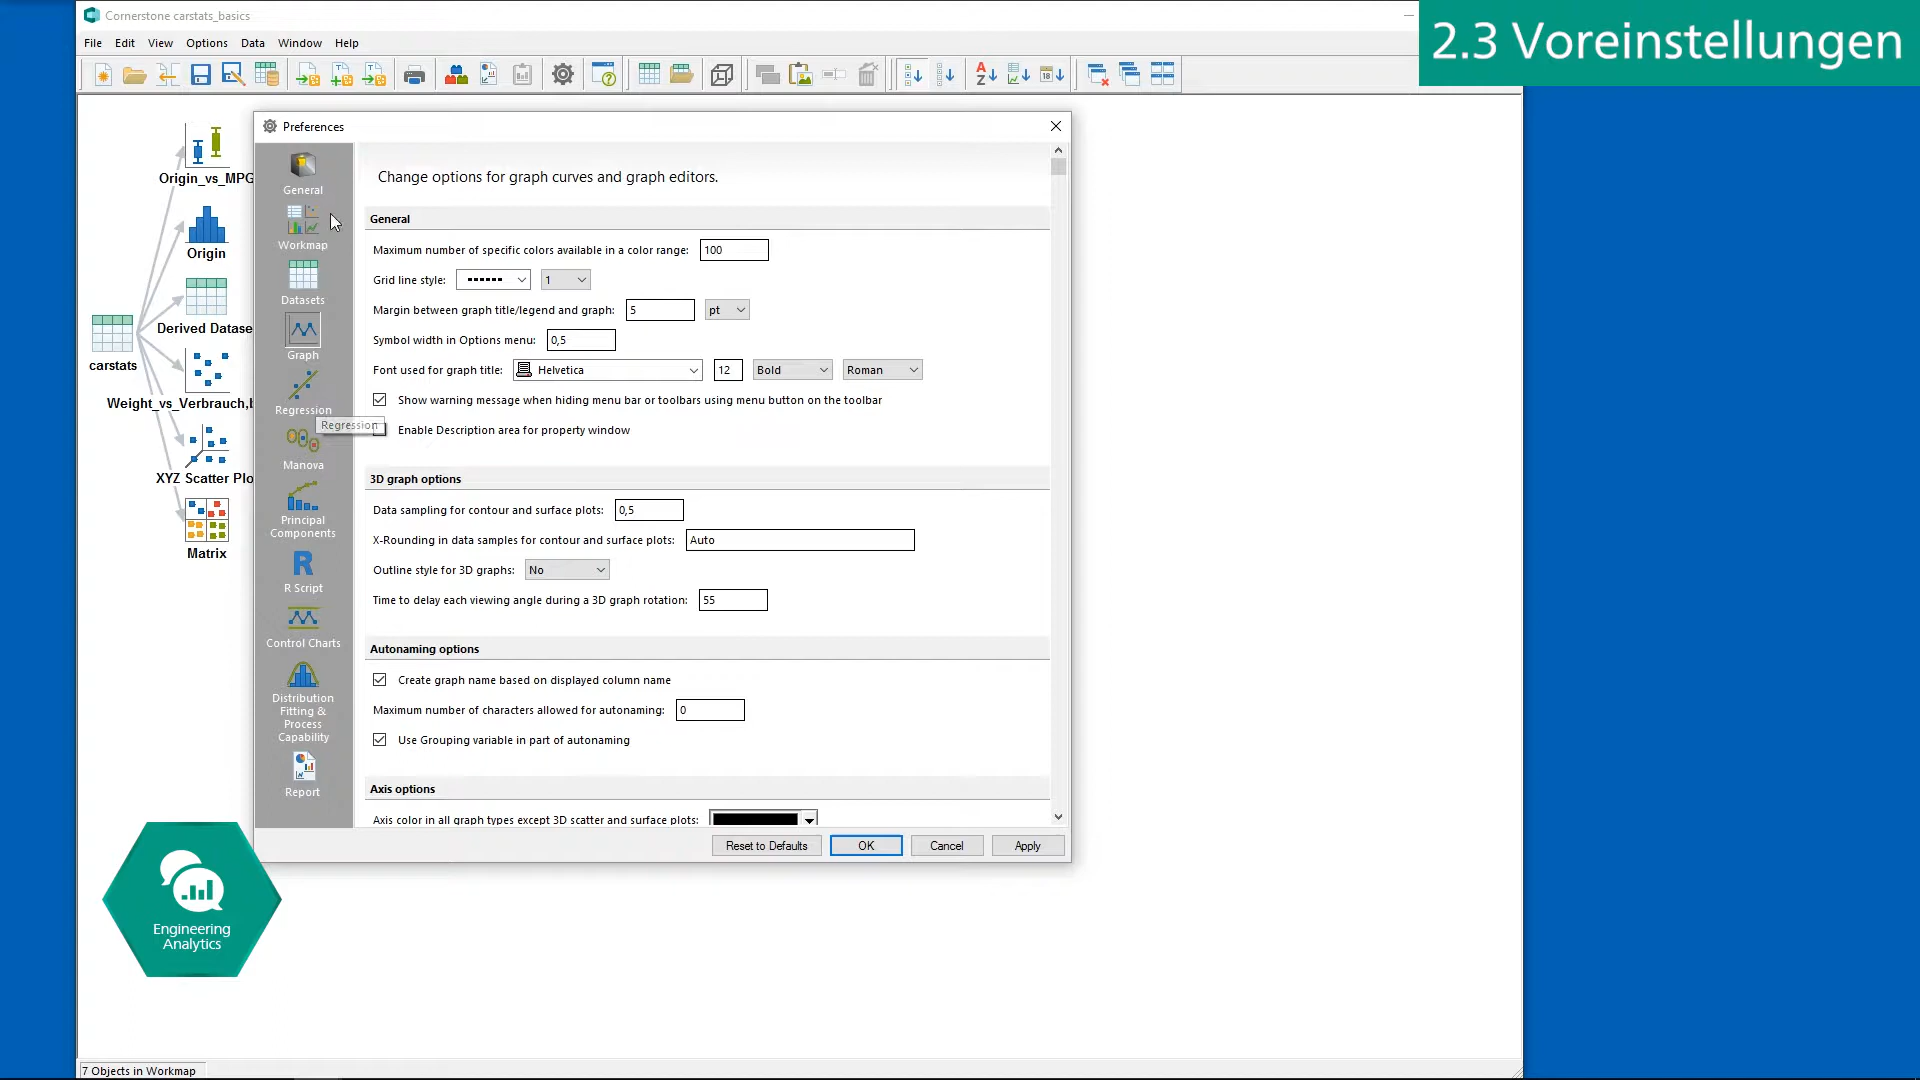 Cornerstone carstats_basics
2.3 Voreinstellungen
File Edit View Options Data Window Help
Preferences
Origin_vs_MPG
Origin
Derived Datase
carstats
Weight_vs_Verbrauch,b
XYZ Scatter Plo
Matrix
General
Workmap
Datasets
Graph
Regression
Regression
Manova
Principal
Components
R Script
Control Charts
Distribution
Fitting &
Process
Capability
Report
Change options for graph curves and graph editors.
General
Maximum number of specific colors available in a color range: 100
Grid line style: 1
Margin between graph title/legend and graph: 5 pt
Symbol width in Options menu: 0,5
Font used for graph title: Helvetica 12 Bold Roman
Show warning message when hiding menu bar or toolbars using menu button on the toolbar
Enable Description area for property window
3D graph options
Data sampling for contour and surface plots: 0,5
X-Rounding in data samples for contour and surface plots: Auto
Outline style for 3D graphs: No
Time to delay each viewing angle during a 3D graph rotation: 55
Autonaming options
Create graph name based on displayed column name
Maximum number of characters allowed for autonaming: 0
Use Grouping variable in part of autonaming
Axis options
Axis color in all graph types except 3D scatter and surface plots:
Reset to Defaults OK Cancel Apply
Engineering
Analytics
7 Objects in Workmap